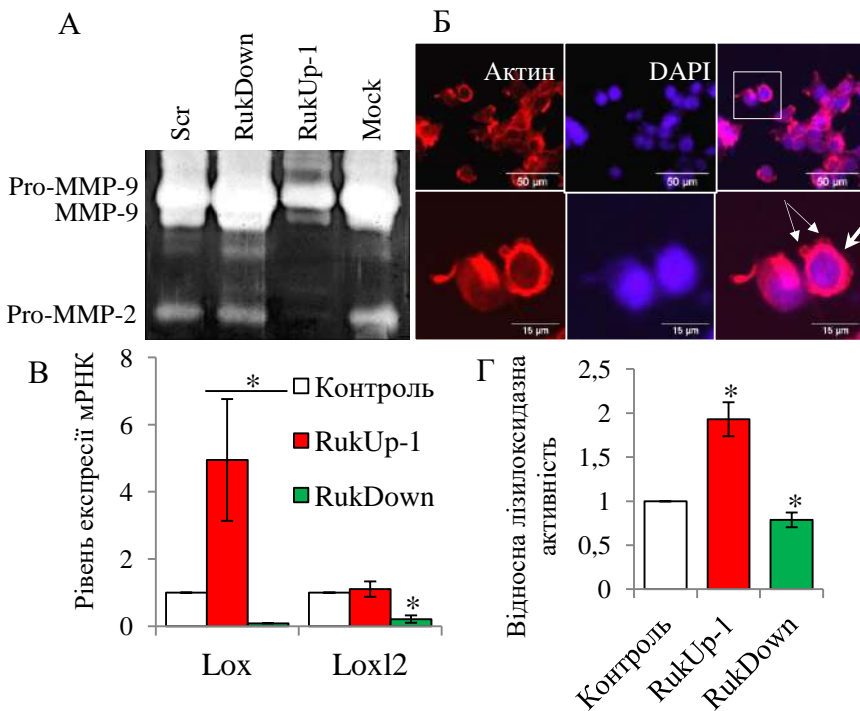 А
Scr
RukDown
RukUp-1
Mock
Pro-MMP-9
MMP-9
Pro-MMP-2
Б
Актин
DAPI
50 µm
50 µm
50 µm
15 µm
15 µm
15 µm
В
Рівень експресії мРНК
8
6
4
2
0
*
Контроль
RukUp-1
RukDown
*
Lox
Loxl2
Г
Відносна лізилоксидазна
активність
2,5
2
1,5
1
0,5
0
*
*
Контроль
RukUp-1
RukDown